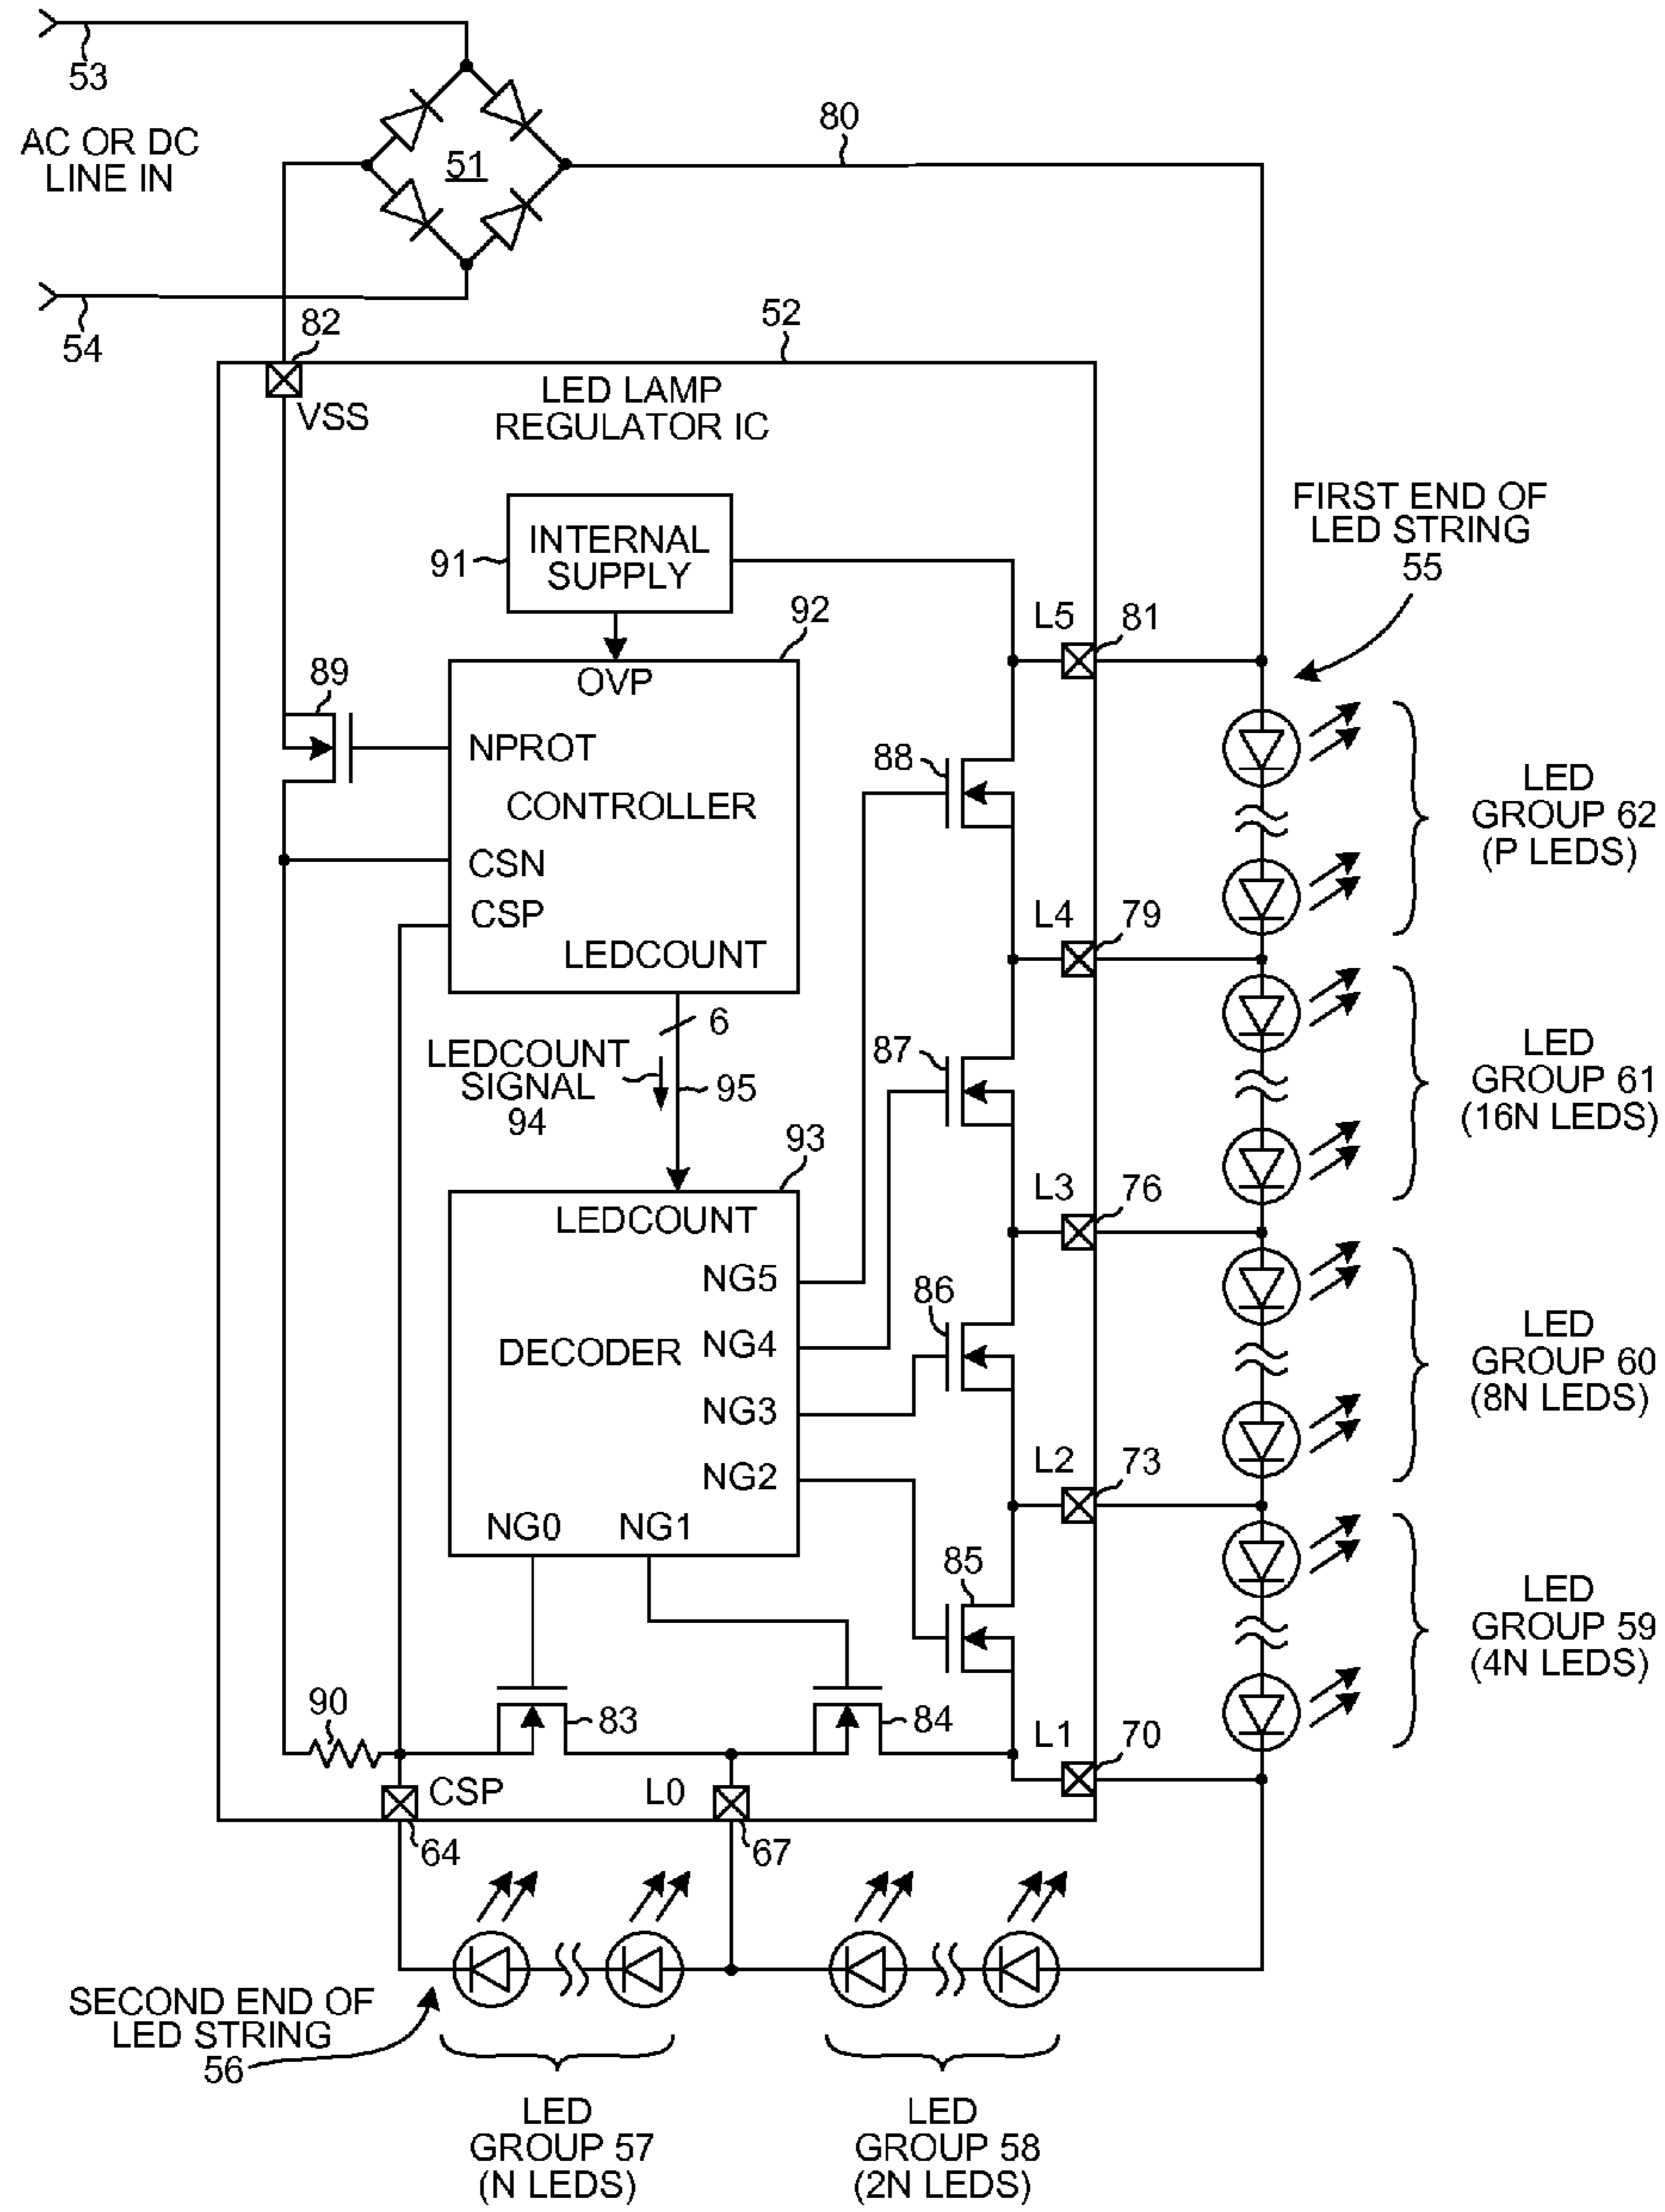 53
AC OR DC
LINE IN
54
51
80
82
VSS
52
LED LAMP
REGULATOR IC
FIRST END OF
LED STRING
55
91
INTERNAL
SUPPLY
92
L5
81
OVP
89
NPROT
CONTROLLER
CSN
CSP
LEDCOUNT
88
LED
GROUP 62
(P LEDS)
L4
79
6
LEDCOUNT
SIGNAL
94
95
87
LED
GROUP 61
(16N LEDS)
93
L3
76
LEDCOUNT
NG5
DECODER
NG4
NG3
NG2
NG0
NG1
86
LED
GROUP 60
(8N LEDS)
L2
73
85
LED
GROUP 59
(4N LEDS)
90
83
84
L1
70
CSP
L0
64
67
SECOND END OF
LED STRING
56
LED
GROUP 57
(N LEDS)
LED
GROUP 58
(2N LEDS)